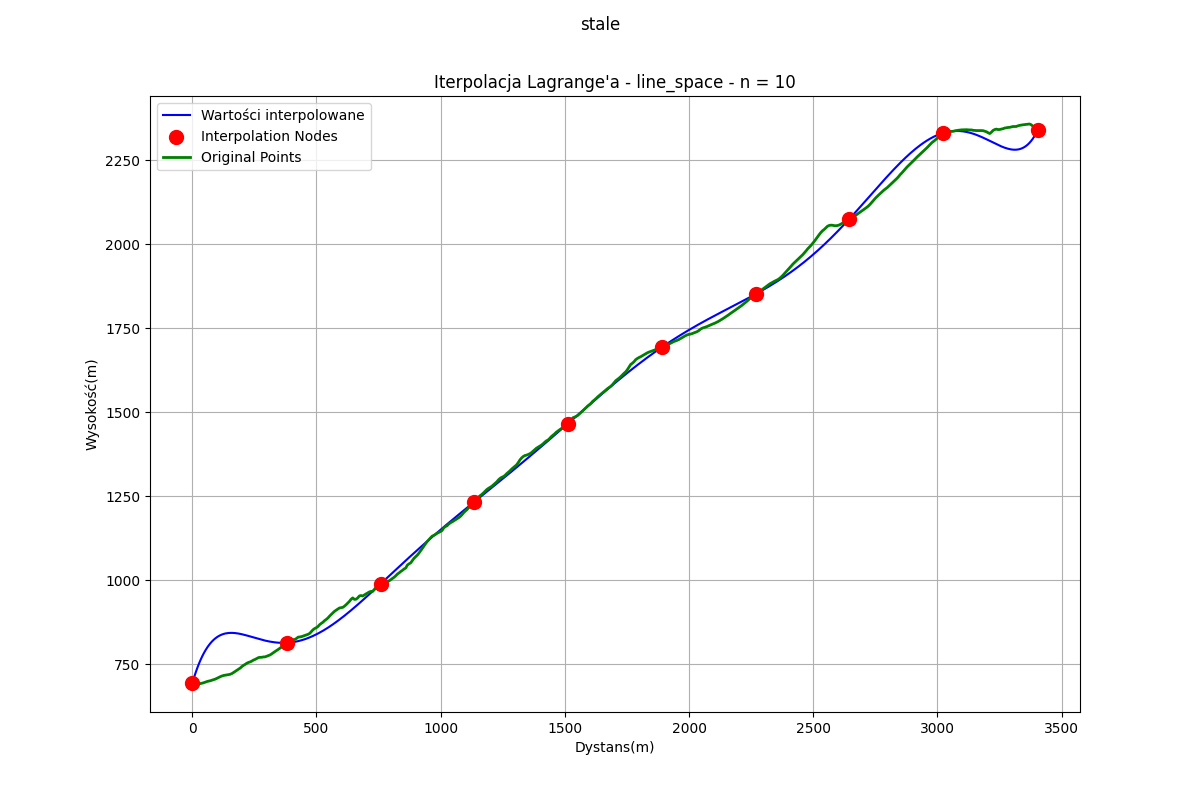 stale
Iterpolacja Lagrange'a - line_space - n = 10
Wartości interpolowane
Interpolation Nodes
Original Points
2250
2000
1750
1500
1250
1000
750
Wysokość(m)
0 500 1000 1500 2000 2500 3000 3500
Dystans(m)